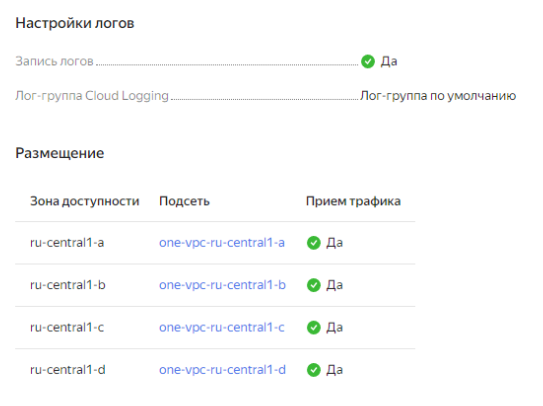 Настройки логов
Запись логов Да
Лог-группа Cloud Logging Лог-группа по умолчанию
Размещение
Зона доступности Подсеть Прием трафика
ru-central1-a one-vpc-ru-central1-a Да
ru-central1-b one-vpc-ru-central1-b Да
ru-central1-c one-vpc-ru-central1-c Да
ru-central1-d one-vpc-ru-central1-d Да